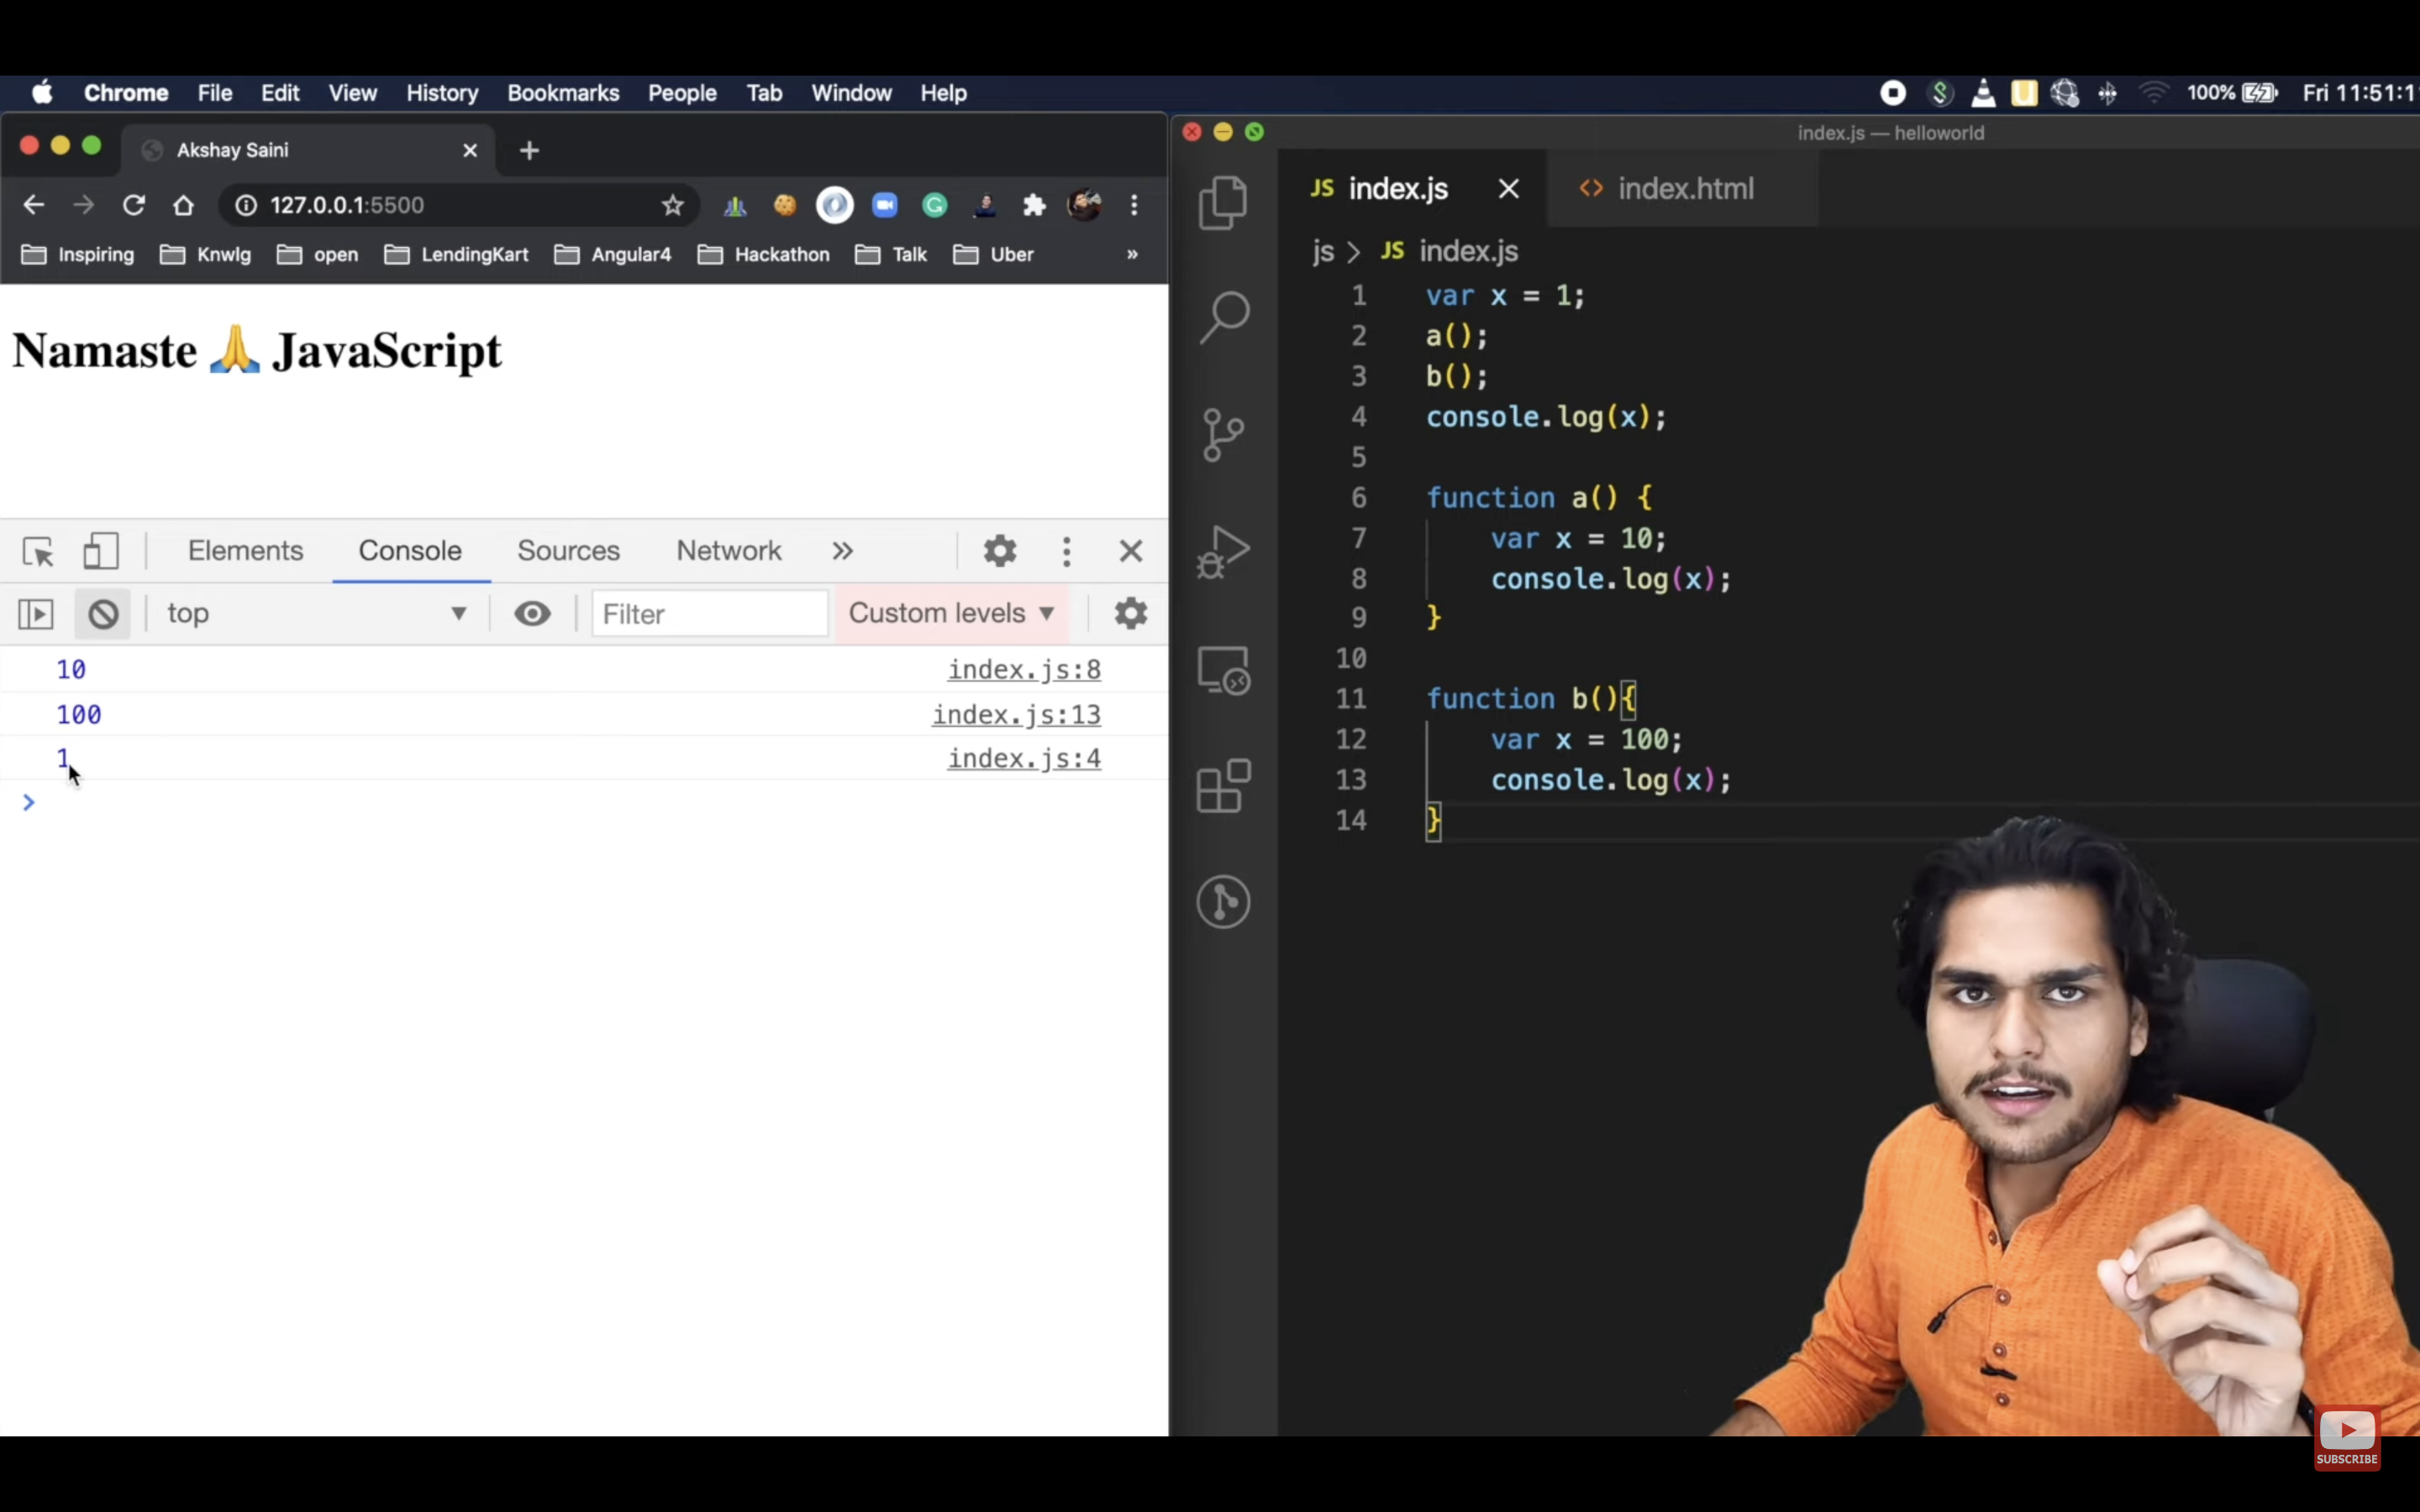 Chrome File Edit View History Bookmarks People Tab Window Help
100% Fri 11:51:1
Akshay Saini
127.0.0.1:5500
Inspiring Knwlg open LendingKart Angular4 Hackathon Talk Uber »
Namaste 🙏 JavaScript
Elements Console Sources Network »
top Filter Custom levels
10 index.js:8
100 index.js:13
1 index.js:4
>
index.js — helloworld
JS index.js <> index.html
js > JS index.js
1 var x = 1;
2 a();
3 b();
4 console.log(x);
5
6 function a() {
7 var x = 10;
8 console.log(x);
9 }
10
11 function b(){
12 var x = 100;
13 console.log(x);
14 }
SUBSCRIBE